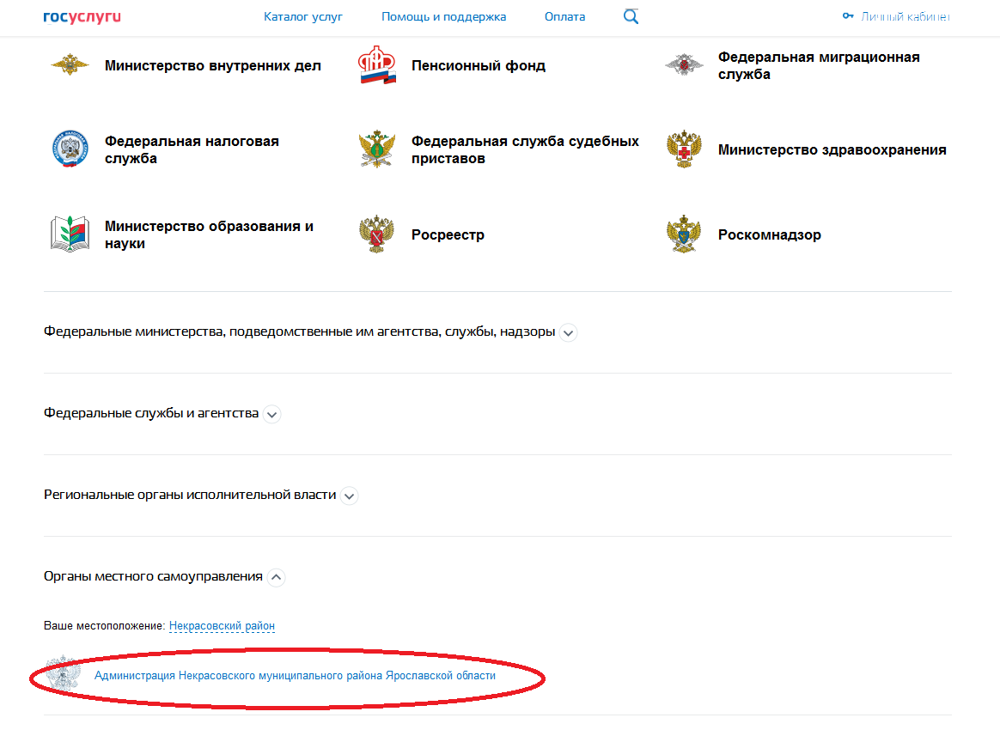 госуслуги Каталог услуг Помощь и поддержка Оплата Личный кабинет
Министерство внутренних дел
Пенсионный фонд
Федеральная миграционная
служба
Федеральная налоговая
служба
Федеральная служба судебных
приставов
Министерство здравоохранения
Министерство образования и
науки
Росреестр
Роскомнадзор
Федеральные министерства, подведомственные им агентства, службы, надзоры
Федеральные службы и агентства
Региональные органы исполнительной власти
Органы местного самоуправления
Ваше местоположение: Некрасовский район
Администрация Некрасовского муниципального района Ярославской области